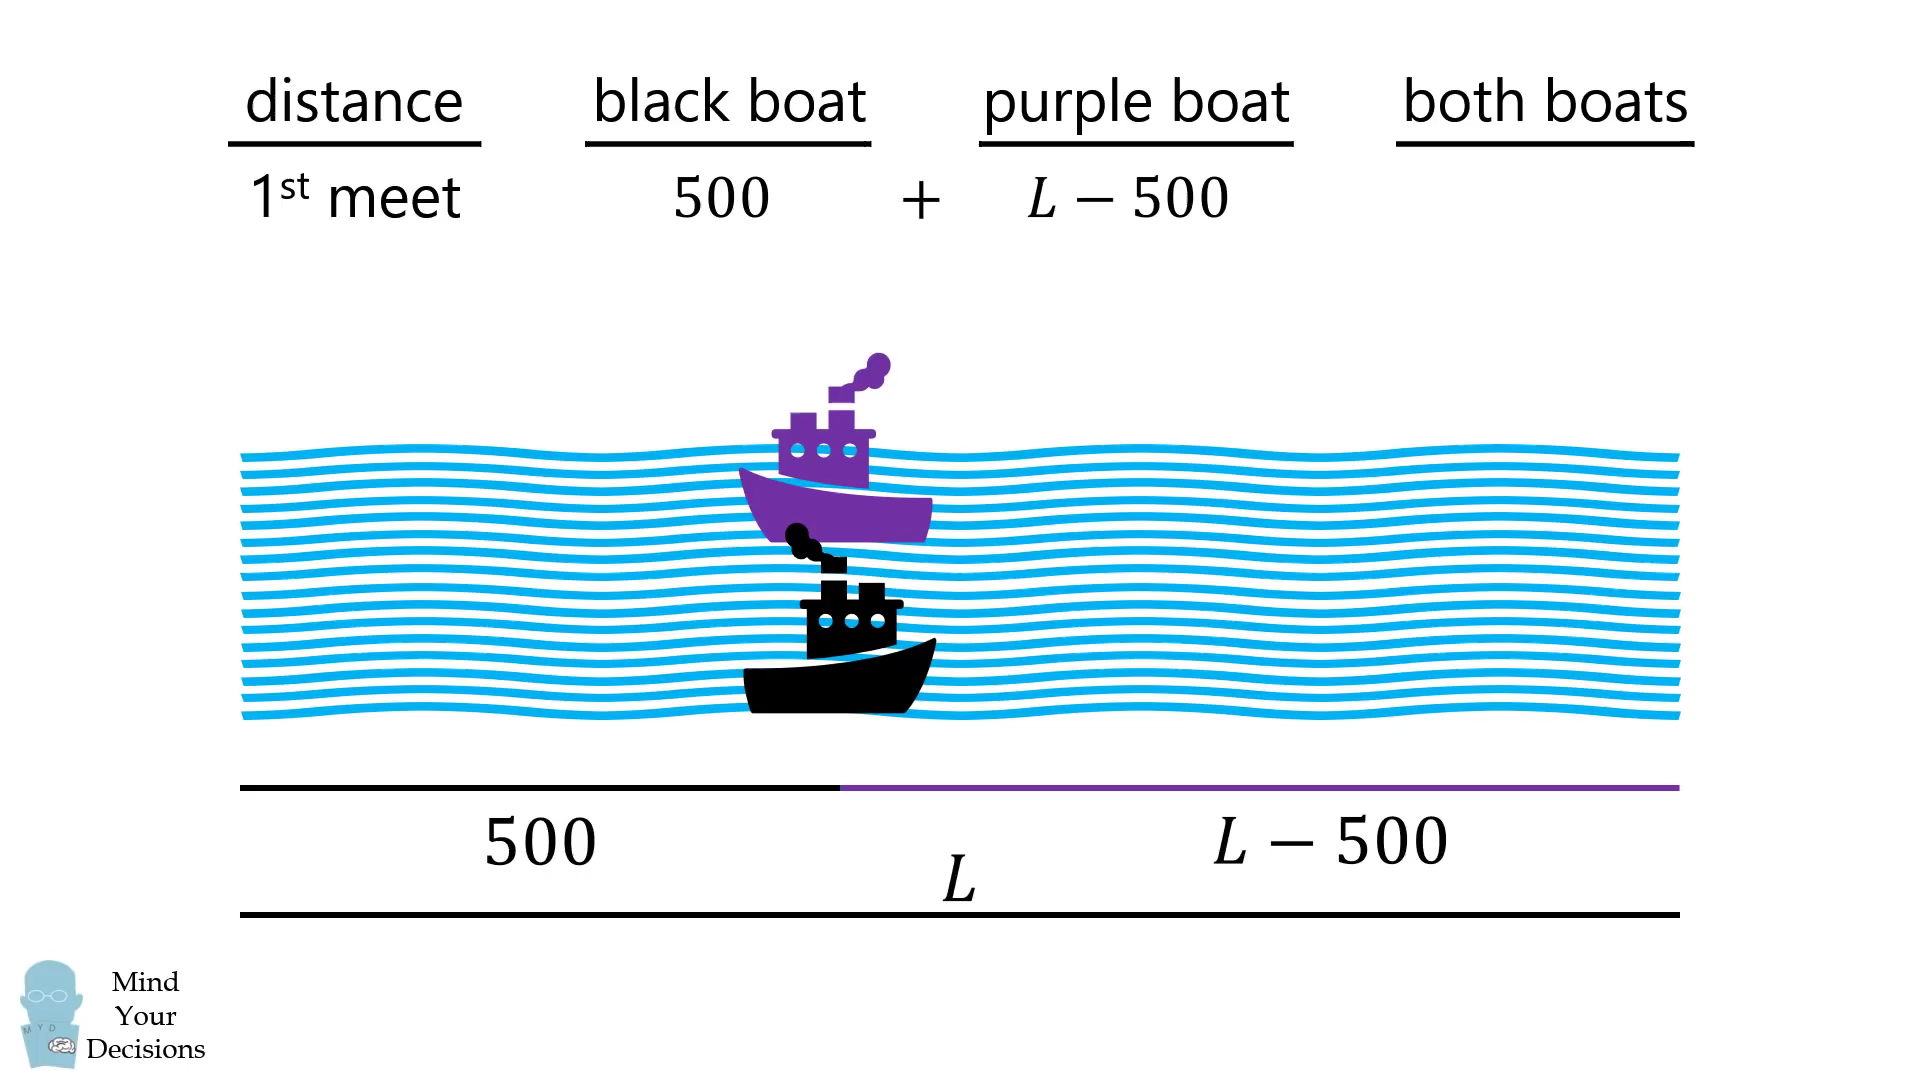 distance black boat purple boat both boats
1st meet 500 + L − 500
500 L − 500
L
M Y D
Mind
Your
Decisions